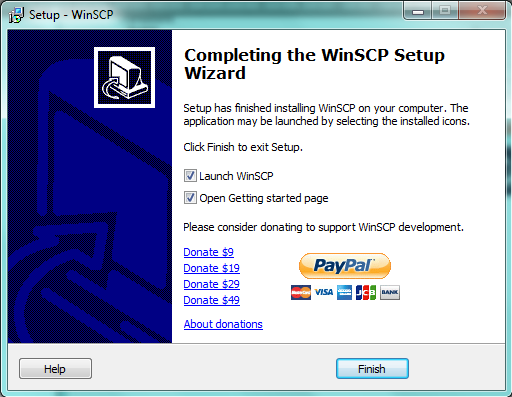 Setup - WinSCP
Completing the WinSCP Setup
Wizard
Setup has finished installing WinSCP on your computer. The
application may be launched by selecting the installed icons.
Click Finish to exit Setup.
Launch WinSCP
Open Getting started page
Please consider donating to support WinSCP development.
Donate $9
Donate $19
Donate $29
Donate $49
PayPal
MasterCard VISA AMEX JCB BANK
About donations
Help
Finish